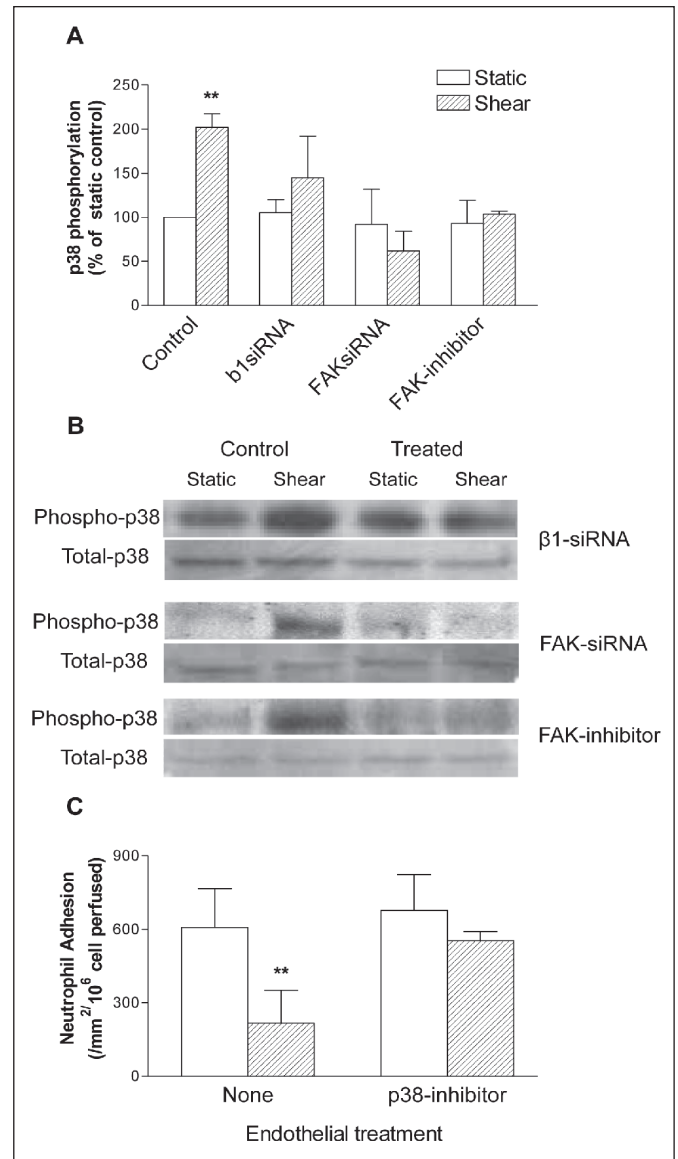 A
p38 phosphorylation
(% of static control)
250
200
150
100
50
0
**
Static
Shear
Control
b1siRNA
FAKsiRNA
FAK-inhibitor
B
Control Treated
Static Shear Static Shear
Phospho-p38
Total-p38
β1-siRNA
Phospho-p38
Total-p38
FAK-siRNA
Phospho-p38
Total-p38
FAK-inhibitor
C
Neutrophil Adhesion
(/mm²/10⁶ cell perfused)
900
600
300
0
**
None p38-inhibitor
Endothelial treatment